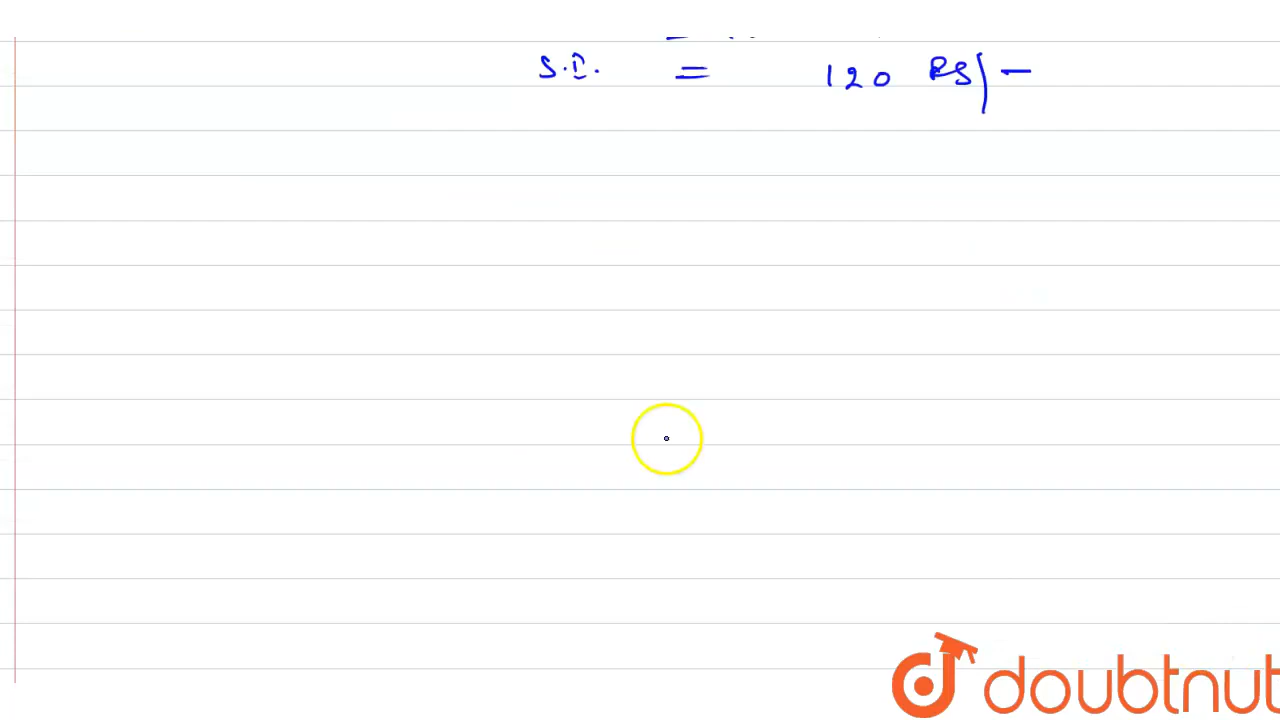 S.I. = 120 RS/-
doubtnut